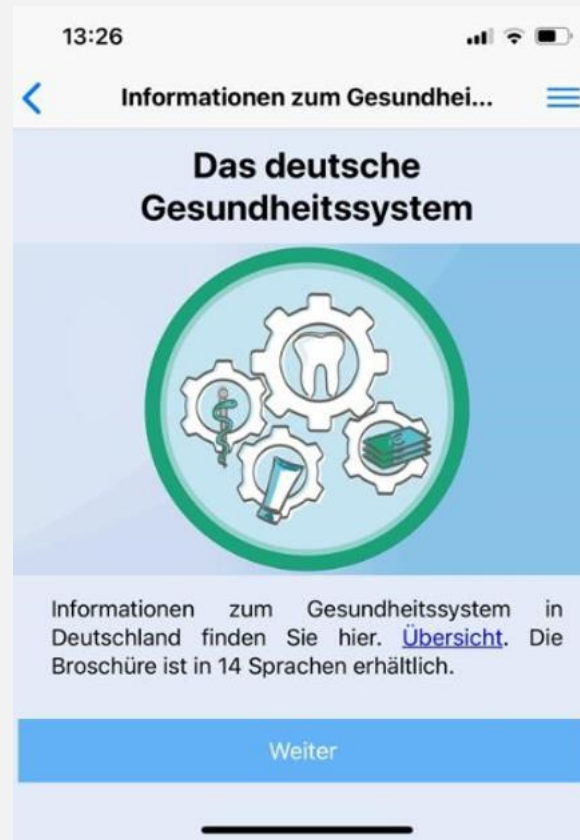 13:26
Informationen zum Gesundhei...
Das deutsche
Gesundheitssystem
Informationen zum Gesundheitssystem in
Deutschland finden Sie hier. Übersicht. Die
Broschüre ist in 14 Sprachen erhältlich.
Weiter